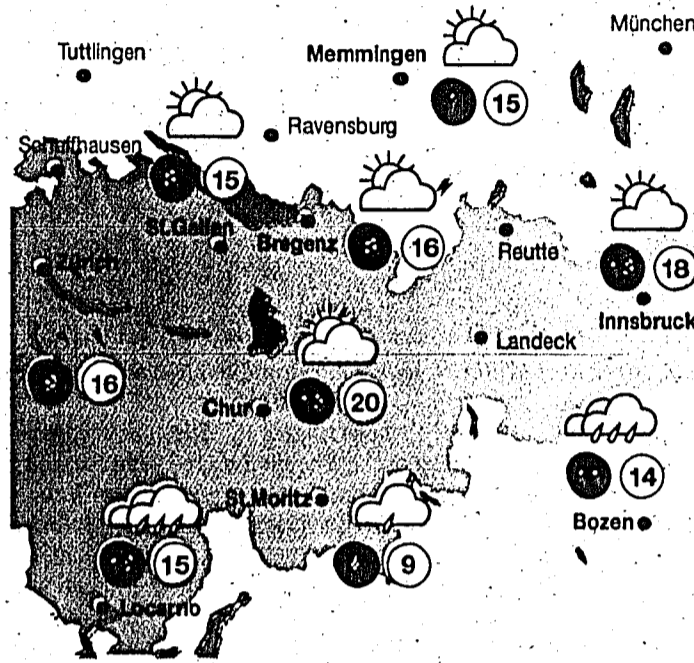 München
Tuttlingen
Memmingen
15
Ravensburg
Schaffhausen
15
St.Gallen
Bregenz
16
Reutte
18
Zürich
Innsbruck
Landeck
16
Chur
20
14
St.Moritz
Bozen
15
9
Locarno